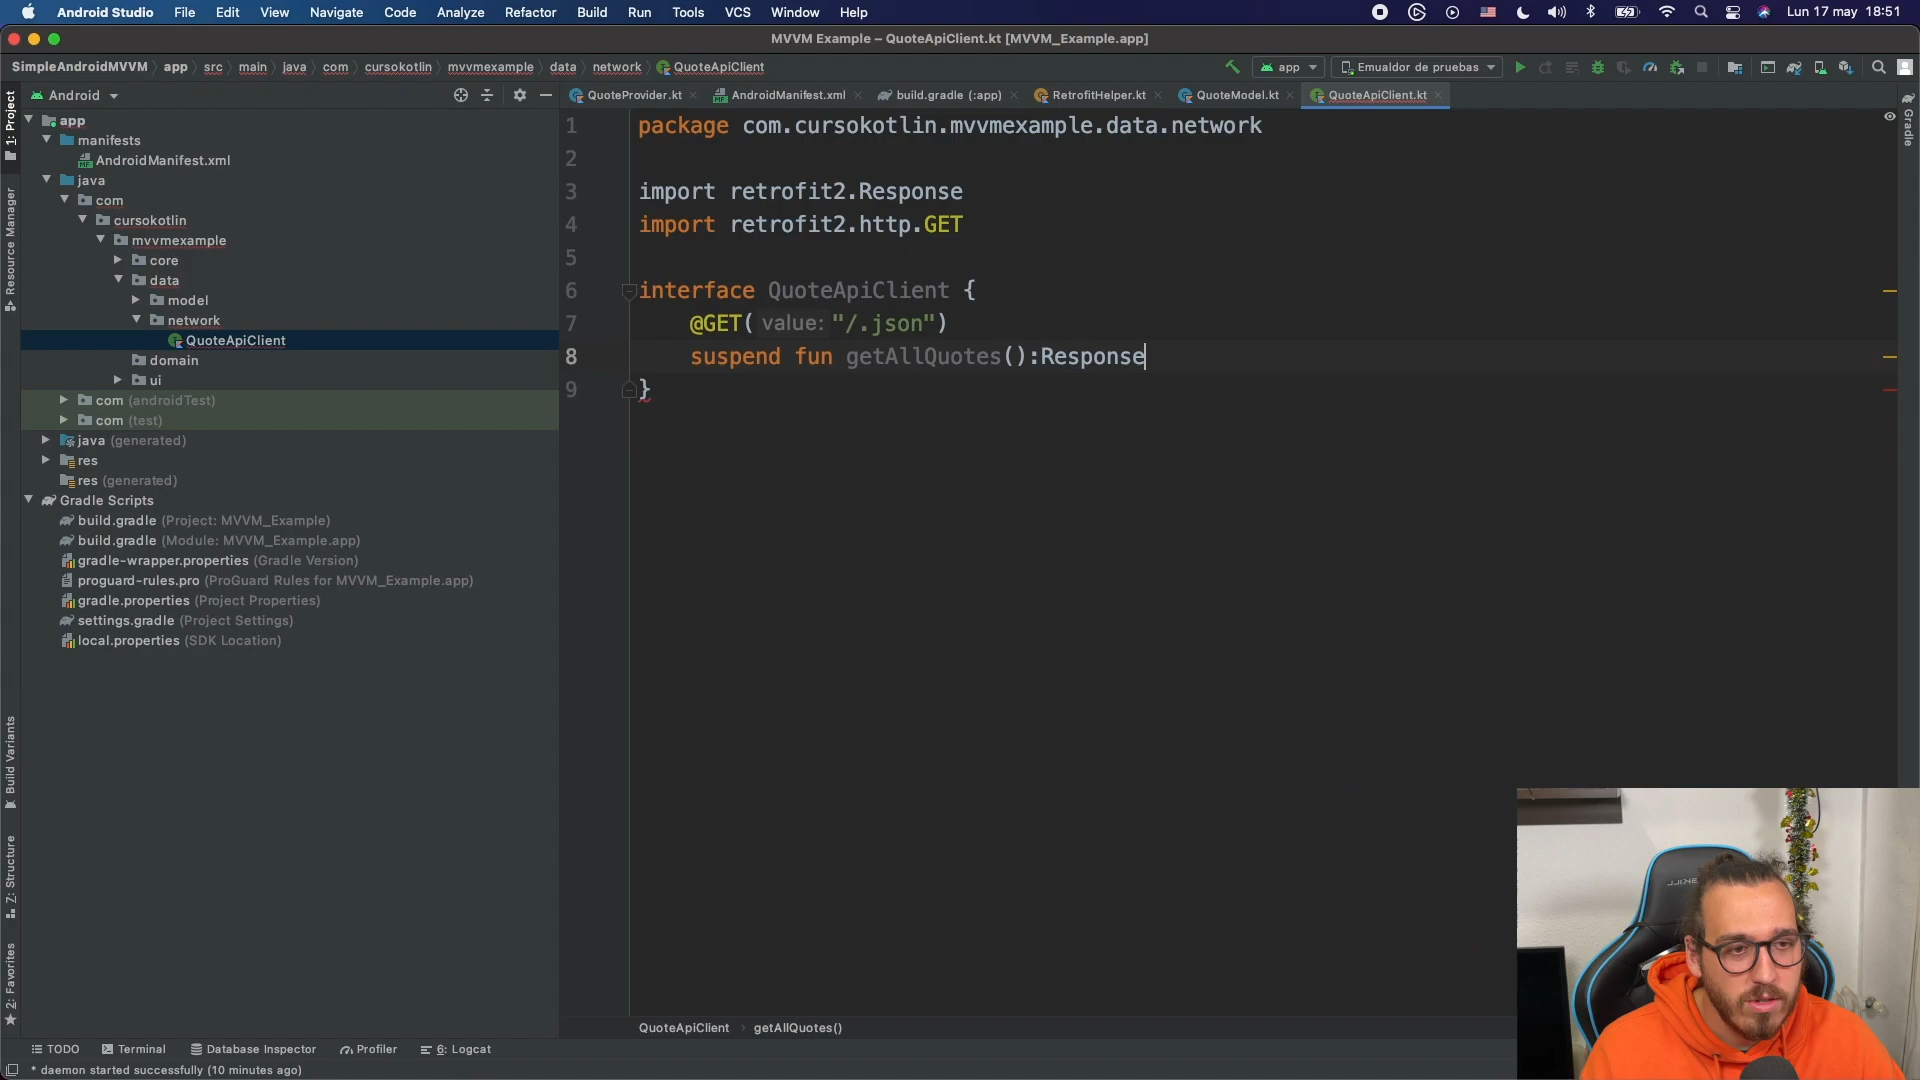 Android Studio File Edit View Navigate Code Analyze Refactor Build Run Tools VCS Window Help Lun 17 may 18:51
MVVM Example – QuoteApiClient.kt [MVVM_Example.app]
SimpleAndroidMVVM app src main java com cursokotlin mvvmexample data network QuoteApiClient app Emualdor de pruebas
Android QuoteProvider.kt AndroidManifest.xml build.gradle (:app) RetrofitHelper.kt QuoteModel.kt QuoteApiClient.kt
1: Project
Resource Manager
Build Variants
Z: Structure
2: Favorites
Gradle
app
manifests
AndroidManifest.xml
java
com
cursokotlin
mvvmexample
core
data
model
network
QuoteApiClient
domain
ui
com (androidTest)
com (test)
java (generated)
res
res (generated)
Gradle Scripts
build.gradle (Project: MVVM_Example)
build.gradle (Module: MVVM_Example.app)
gradle-wrapper.properties (Gradle Version)
proguard-rules.pro (ProGuard Rules for MVVM_Example.app)
gradle.properties (Project Properties)
settings.gradle (Project Settings)
local.properties (SDK Location)
1 package com.cursokotlin.mvvmexample.data.network
2
3 import retrofit2.Response
4 import retrofit2.http.GET
5
6 interface QuoteApiClient {
7 @GET( value: "/.json")
8 suspend fun getAllQuotes():Response
9 }
QuoteApiClient › getAllQuotes()
TODO Terminal Database Inspector Profiler 6: Logcat
* daemon started successfully (10 minutes ago)